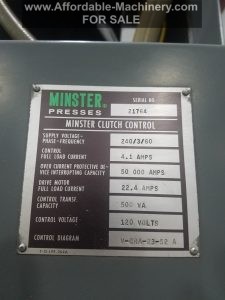 www.Affordable-Machinery.com
FOR SALE
MINSTER
PRESSES
SERIAL NO.
21764
MINSTER CLUTCH CONTROL
SUPPLY VOLTAGE-
PHASE-FREQUENCY
240/3/60
CONTROL
FULL LOAD CURRENT
4.1 AMPS
OVER CURRENT PROTECTIVE DE-
VICE INTERRUPTING CAPACITY
50 000 AMPS
DRIVE MOTOR
FULL LOAD CURRENT
22.4 AMPS
CONTROL TRANSF.
CAPACITY
500 VA
CONTROL VOLTAGE
120 VOLTS
CONTROL DIAGRAM